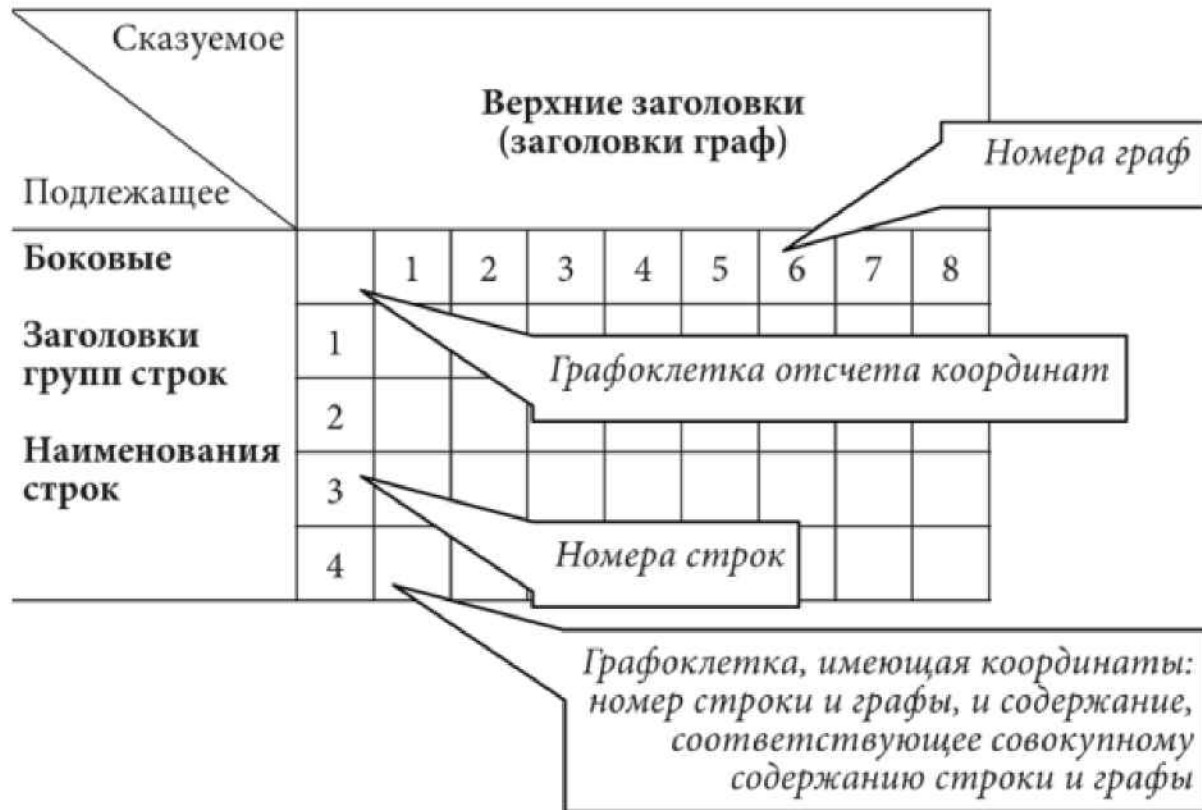 Сказуемое
Подлежащее
Верхние заголовки
(заголовки граф)
Номера граф
Боковые
1 2 3 4 5 6 7 8
Заголовки
групп строк
1
Графоклетка отсчета координат
2
Наименования
строк
3
Номера строк
4
Графоклетка, имеющая координаты:
номер строки и графы, и содержание,
соответствующее совокупному
содержанию строки и графы